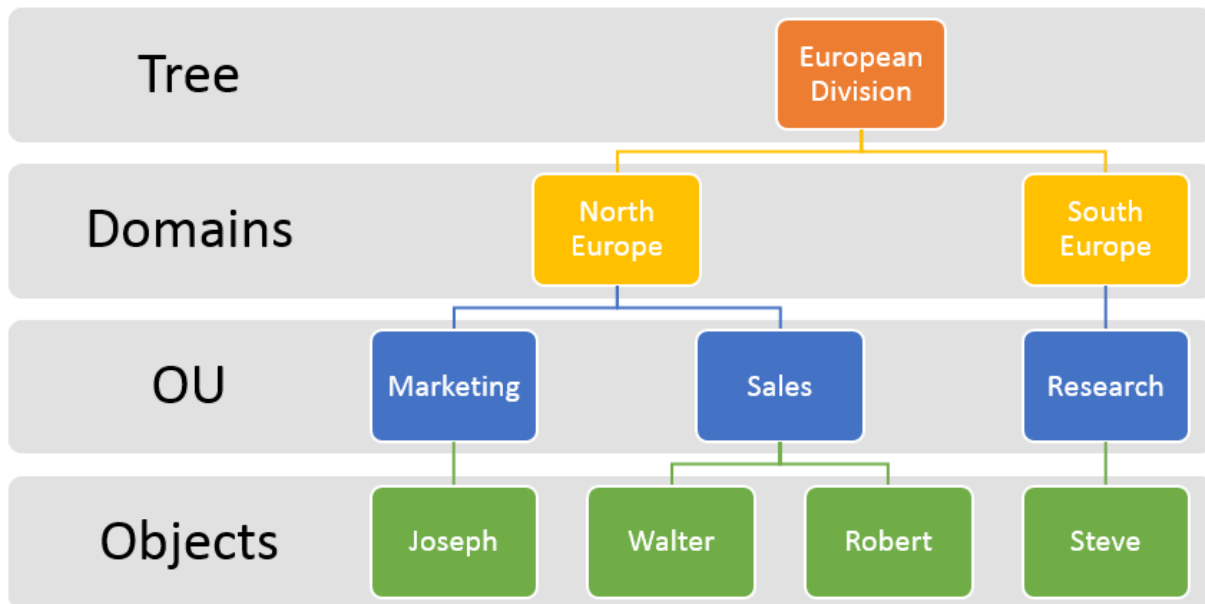 Tree
European
Division
Domains
North
Europe
South
Europe
OU
Marketing
Sales
Research
Objects
Joseph
Walter
Robert
Steve